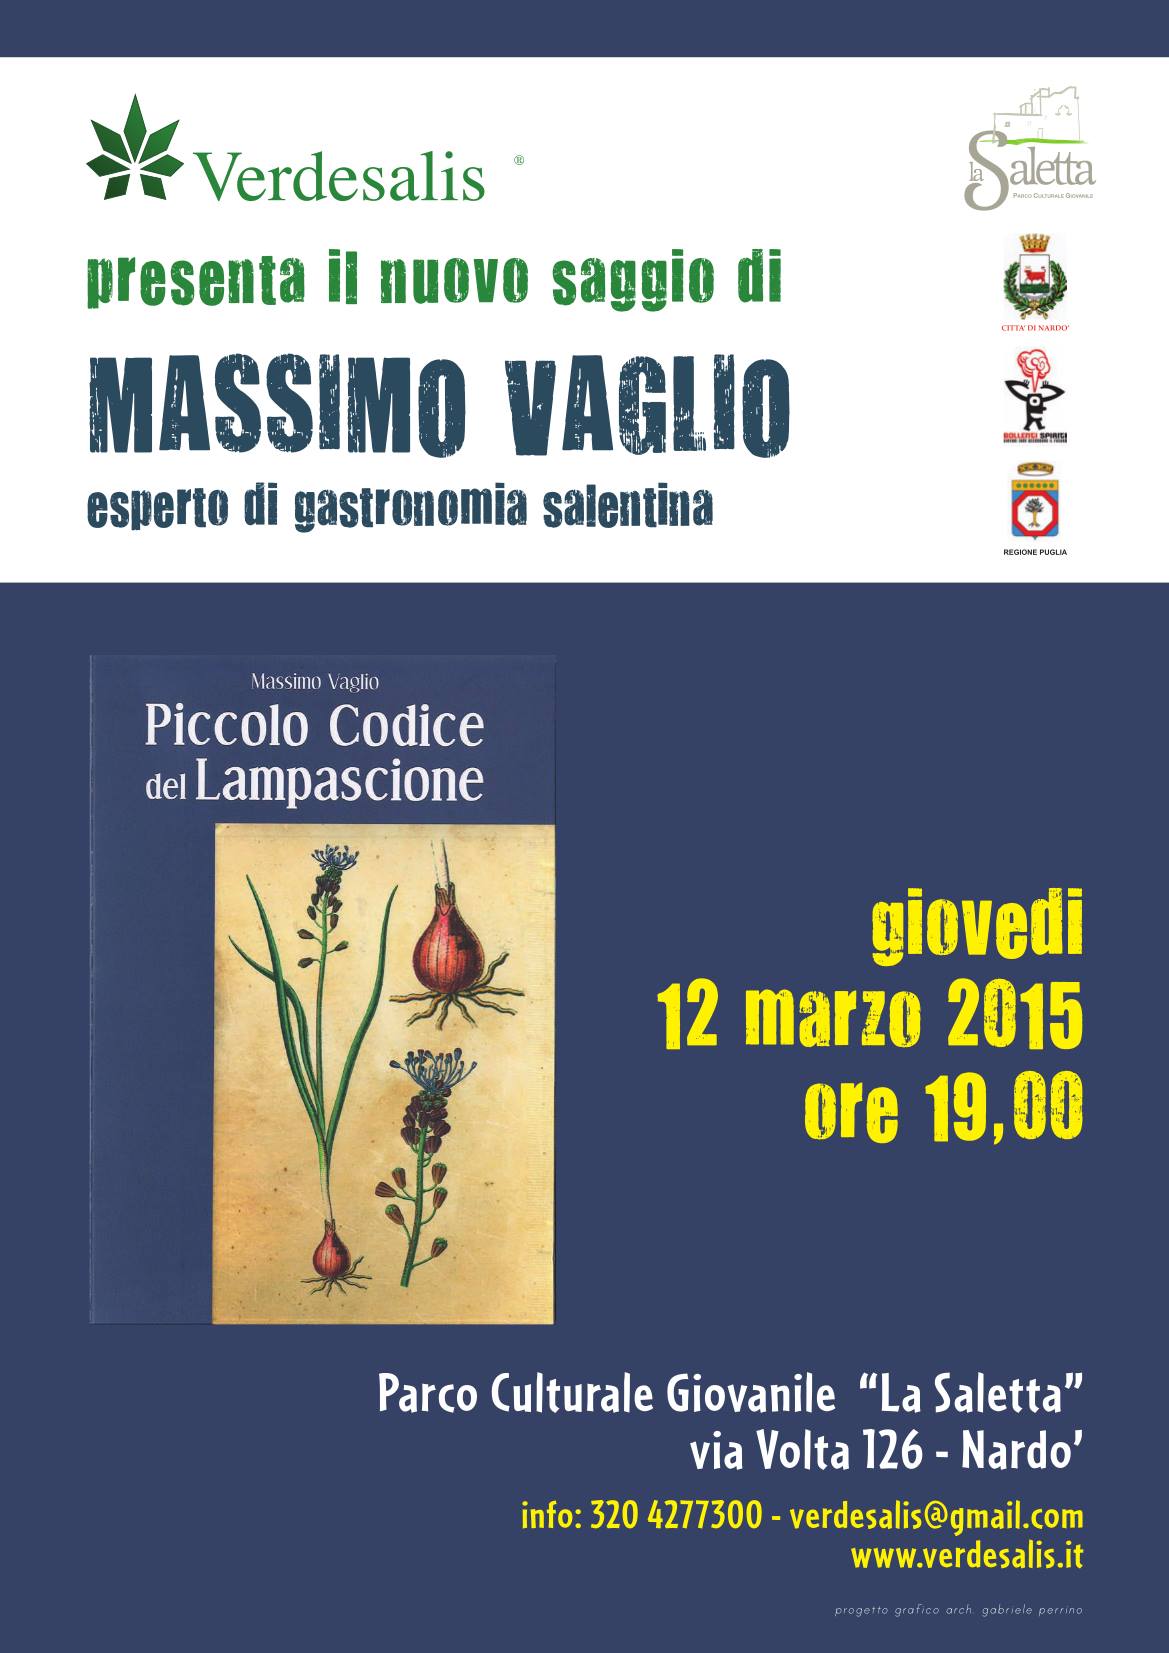 Verdesalis ®
la Saletta
PARCO CULTURALE GIOVANILE
presenta il nuovo saggio di
CITTA' DI NARDO'
MASSIMO VAGLIO
BOLLENTI SPIRITI
esperto di gastronomia salentina
REGIONE PUGLIA
Massimo Vaglio
Piccolo Codice
del Lampascione
giovedi
12 marzo 2015
ore 19,00
Parco Culturale Giovanile “La Saletta”
via Volta 126 - Nardo’
info: 320 4277300 - verdesalis@gmail.com
www.verdesalis.it
progetto grafico arch. gabriele perrino